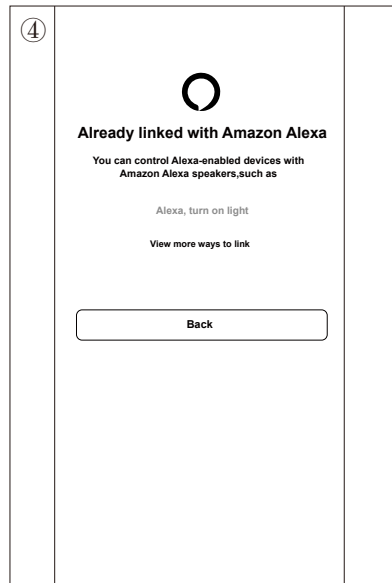 ④
Already linked with Amazon Alexa
You can control Alexa-enabled devices with
Amazon Alexa speakers,such as
Alexa, turn on light
View more ways to link
Back